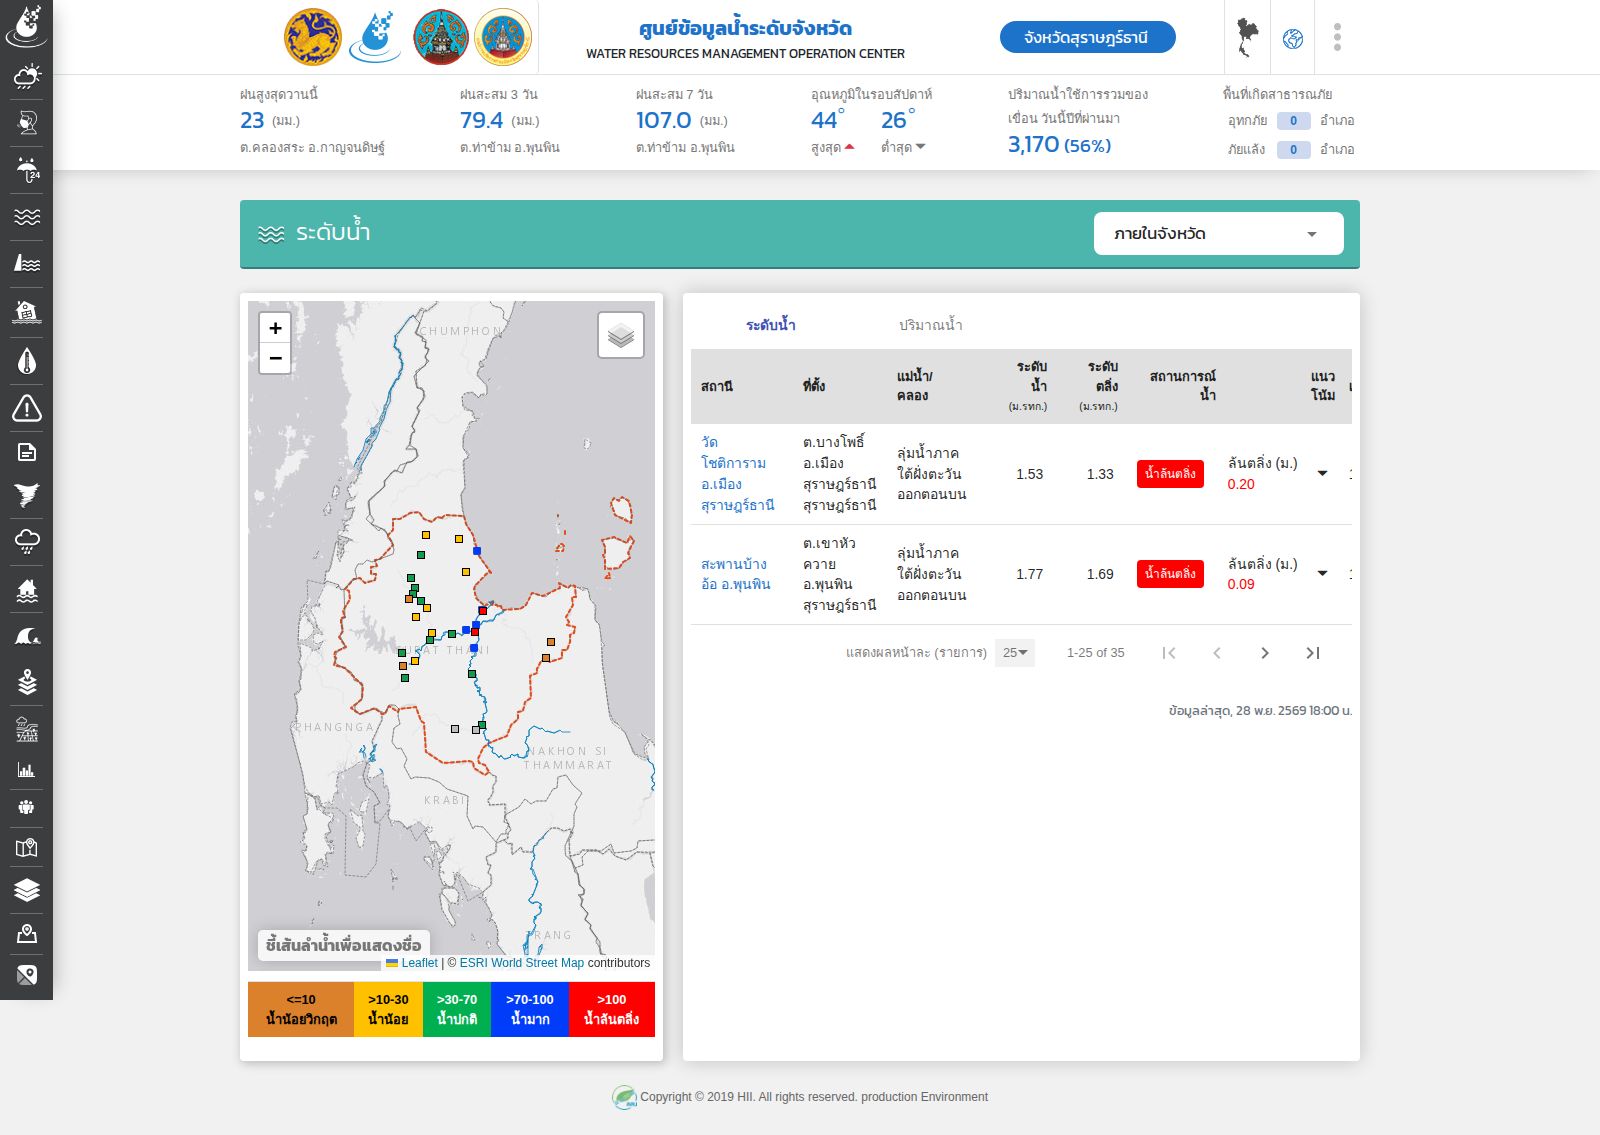 ศูนย์ข้อมูลน้ำระดับจังหวัด
WATER RESOURCES MANAGEMENT OPERATION CENTER
จังหวัดสุราษฎร์ธานี
ฝนสูงสุดวานนี้
23 (มม.)
ต.คลองสระ อ.กาญจนดิษฐ์
ฝนสะสม 3 วัน
79.4 (มม.)
ต.ท่าข้าม อ.พุนพิน
ฝนสะสม 7 วัน
107.0 (มม.)
ต.ท่าข้าม อ.พุนพิน
อุณหภูมิในรอบสัปดาห์
44° 26°
สูงสุด ต่ำสุด
ปริมาณน้ำใช้การรวมของ
เขื่อน วันนี้ปีที่ผ่านมา
3,170 (56%)
พื้นที่เกิดสาธารณภัย
อุทกภัย 0 อำเภอ
ภัยแล้ง 0 อำเภอ
24
ระดับน้ำ
ภายในจังหวัด
+
−
CHUMPHON
SURAT THANI
PHANGNGA
NAKHON SI
THAMMARAT
KRABI
TRANG
ชี้เส้นลำน้ำเพื่อแสดงชื่อ
Leaflet | © ESRI World Street Map contributors
<=10
น้ำน้อยวิกฤต
>10-30
น้ำน้อย
>30-70
น้ำปกติ
>70-100
น้ำมาก
>100
น้ำล้นตลิ่ง
ระดับน้ำ ปริมาณน้ำ
สถานี
ที่ตั้ง
แม่น้ำ/
คลอง
ระดับ
น้ำ
(ม.รทก.)
ระดับ
ตลิ่ง
(ม.รทก.)
สถานการณ์
น้ำ
แนว
โน้ม
วัด
โชติการาม
อ.เมือง
สุราษฎร์ธานี
ต.บางโพธิ์
อ.เมือง
สุราษฎร์ธานี
สุราษฎร์ธานี
ลุ่มน้ำภาค
ใต้ฝั่งตะวัน
ออกตอนบน
1.53
1.33
น้ำล้นตลิ่ง
ล้นตลิ่ง (ม.)
0.20
สะพานบ้าง
อ้อ อ.พุนพิน
ต.เขาหัว
ควาย
อ.พุนพิน
สุราษฎร์ธานี
ลุ่มน้ำภาค
ใต้ฝั่งตะวัน
ออกตอนบน
1.77
1.69
น้ำล้นตลิ่ง
ล้นตลิ่ง (ม.)
0.09
แสดงผลหน้าละ (รายการ) 25 1-25 of 35
ข้อมูลล่าสุด, 28 พ.ย. 2569 18:00 น.
Copyright © 2019 HII. All rights reserved. production Environment